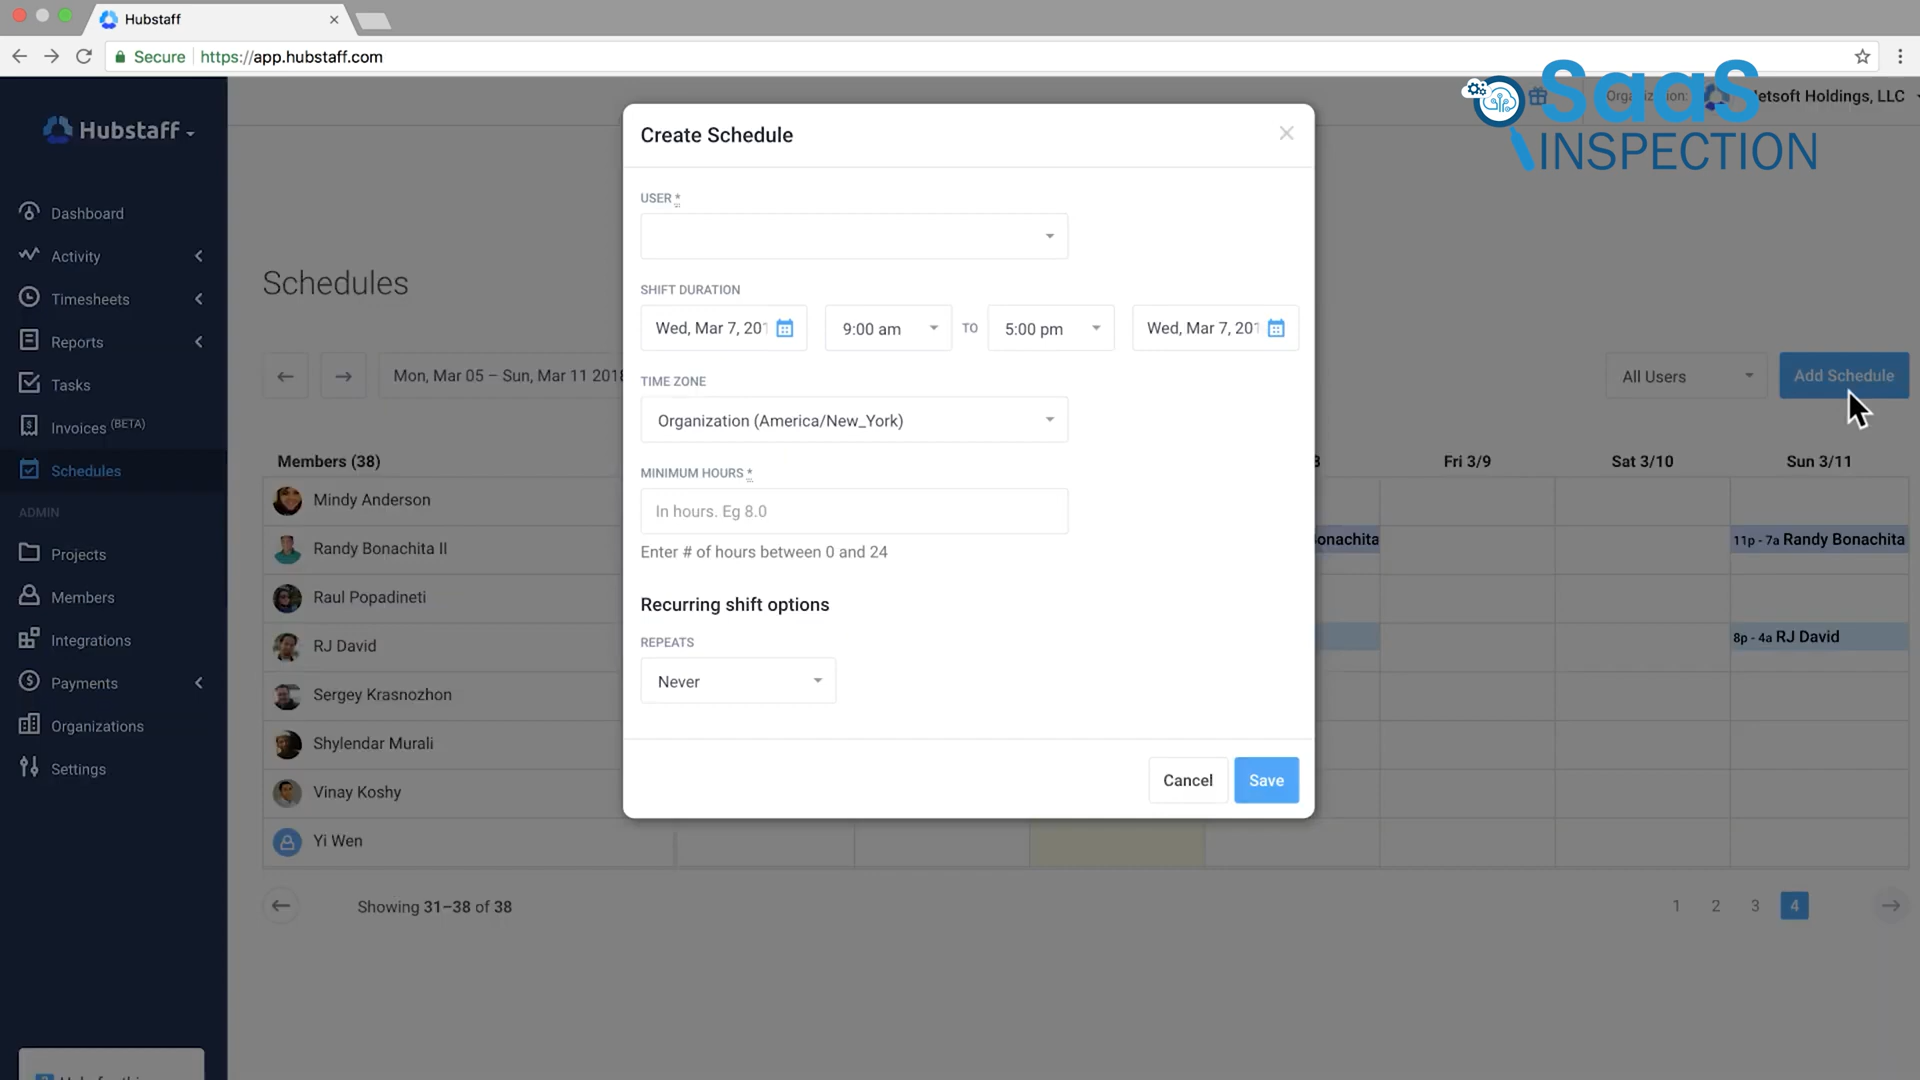 Hubstaff
Secure
https://app.hubstaff.com
SaaS
INSPECTION
etsoft Holdings, LLC
Hubstaff
Dashboard
Activity
Timesheets
Reports
Tasks
Invoices (BETA)
Schedules
ADMIN
Projects
Members
Integrations
Payments
Organizations
Settings
Schedules
Mon, Mar 05 – Sun, Mar 11 2018
All Users
Add Schedule
Members (38)
Fri 3/9
Sat 3/10
Sun 3/11
Mindy Anderson
Randy Bonachita II
onachita
11p - 7a Randy Bonachita
Raul Popadineti
RJ David
8p - 4a RJ David
Sergey Krasnozhon
Shylendar Murali
Vinay Koshy
Yi Wen
Showing 31–38 of 38
1 2 3 4
Create Schedule
USER *
SHIFT DURATION
Wed, Mar 7, 201 9:00 am TO 5:00 pm Wed, Mar 7, 201
TIME ZONE
Organization (America/New_York)
MINIMUM HOURS *
In hours. Eg 8.0
Enter # of hours between 0 and 24
Recurring shift options
REPEATS
Never
Cancel
Save